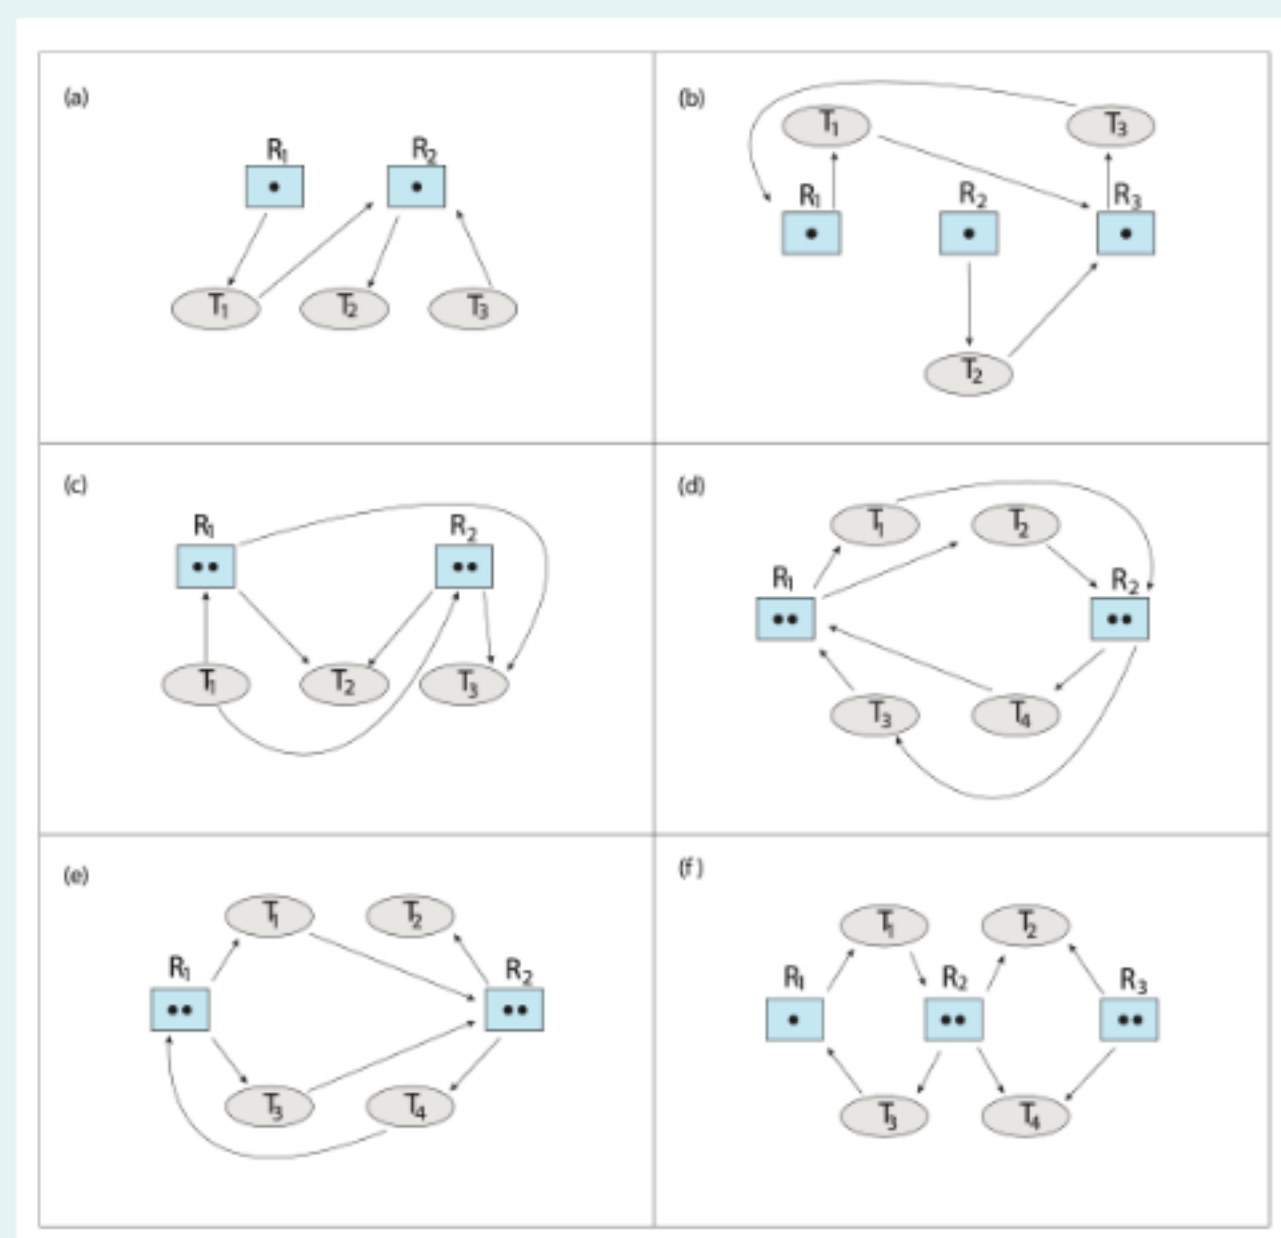 (a)
R1 R2
T1 T2 T3
(b)
T1 T3
R1 R2 R3
T2
(c)
R1 R2
T1 T2 T3
(d)
T1 T2
R1 R2
T3 T4
(e)
T1 T2
R1 R2
T3 T4
(f)
T1 T2
R1 R2 R3
T3 T4